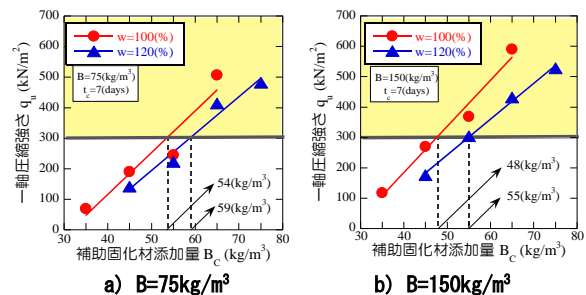 一軸圧縮強さ q_u (kN/m²)
700
600
500
400
300
200
100
0
w=100(%)
w=120(%)
B=75(kg/m³)
t_c=7(days)
54(kg/m³)
59(kg/m³)
30 40 50 60 70 80
補助固化材添加量 B_C (kg/m³)
a) B=75kg/m³
一軸圧縮強さ q_u (kN/m²)
700
600
500
400
300
200
100
0
w=100(%)
w=120(%)
B=150(kg/m³)
t_c=7(days)
48(kg/m³)
55(kg/m³)
30 40 50 60 70 80
補助固化材添加量 B_C (kg/m³)
b) B=150kg/m³